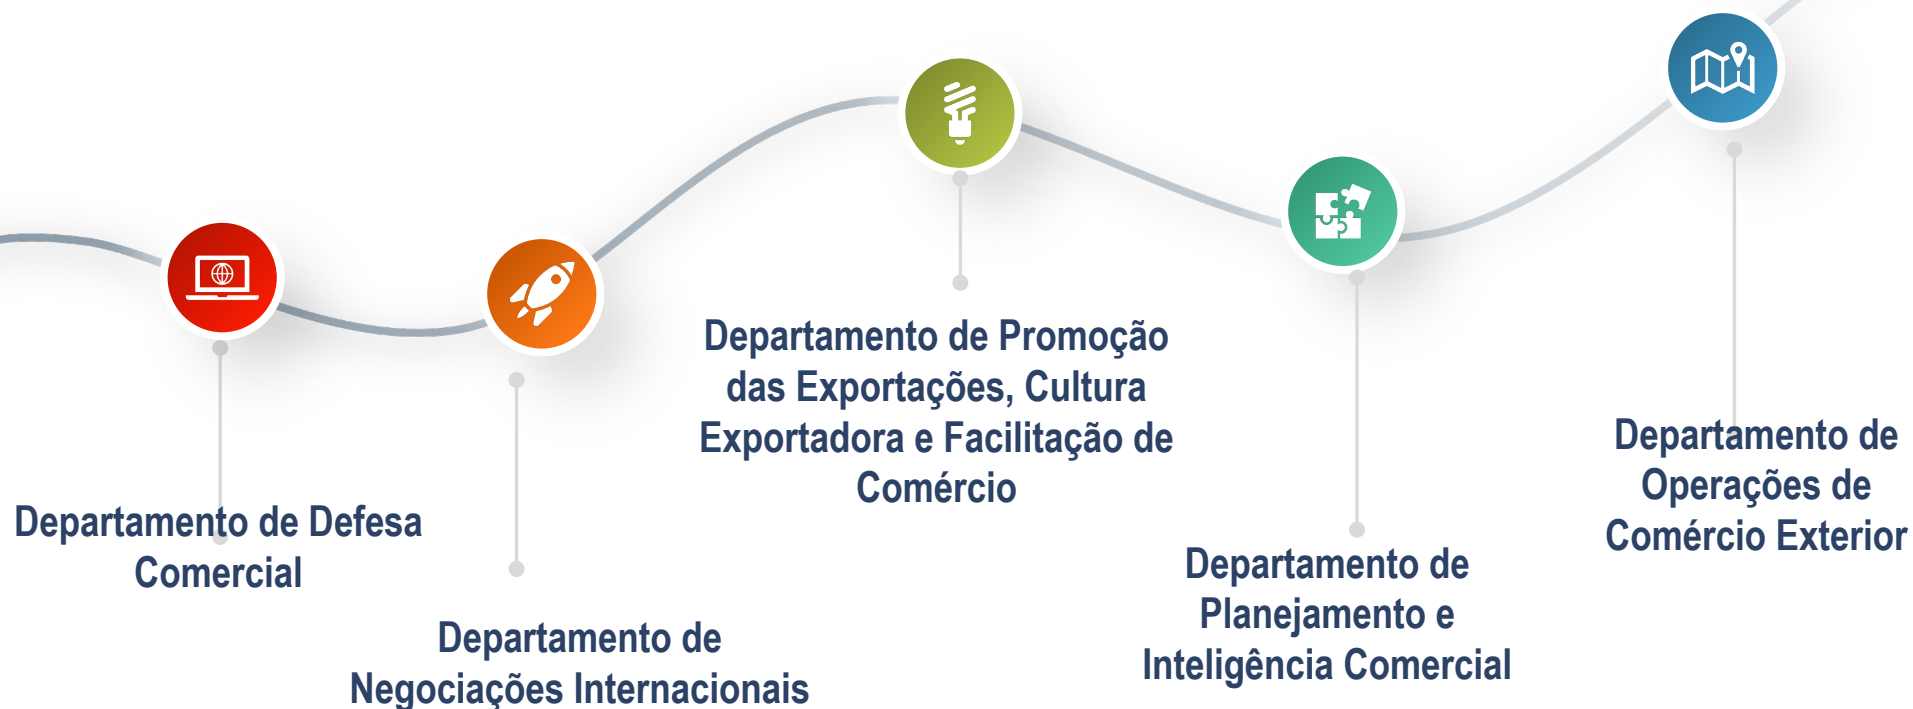 Departamento de Defesa
Comercial
Departamento de
Negociações Internacionais
Departamento de Promoção
das Exportações, Cultura
Exportadora e Facilitação de
Comércio
Departamento de
Planejamento e
Inteligência Comercial
Departamento de
Operações de
Comércio Exterior